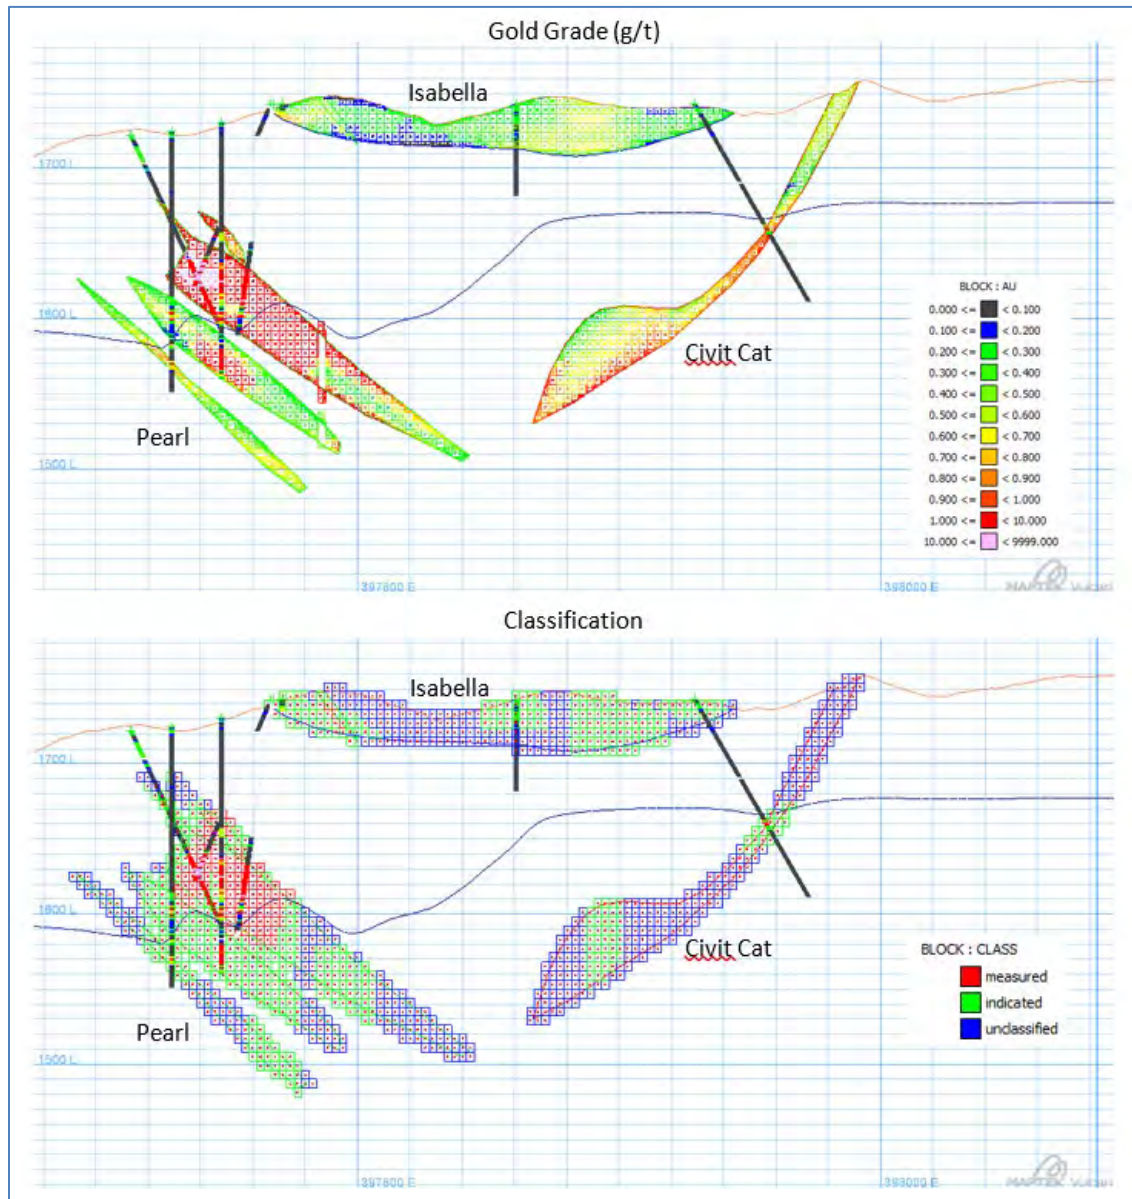 Gold Grade (g/t)
Isabella
1700 L
1600 L
Civit Cat
Pearl
1500 L
BLOCK : AU
0.000 <= < 0.100
0.100 <= < 0.200
0.200 <= < 0.300
0.300 <= < 0.400
0.400 <= < 0.500
0.500 <= < 0.600
0.600 <= < 0.700
0.700 <= < 0.800
0.800 <= < 0.900
0.900 <= < 1.000
1.000 <= < 10.000
10.000 <= < 9999.000
397800 E
398000 E
MAPTEK Vulcan
Classification
Isabella
1700 L
1600 L
Civit Cat
BLOCK : CLASS
measured
indicated
unclassified
Pearl
1500 L
397800 E
398000 E
MAPTEK Vulcan